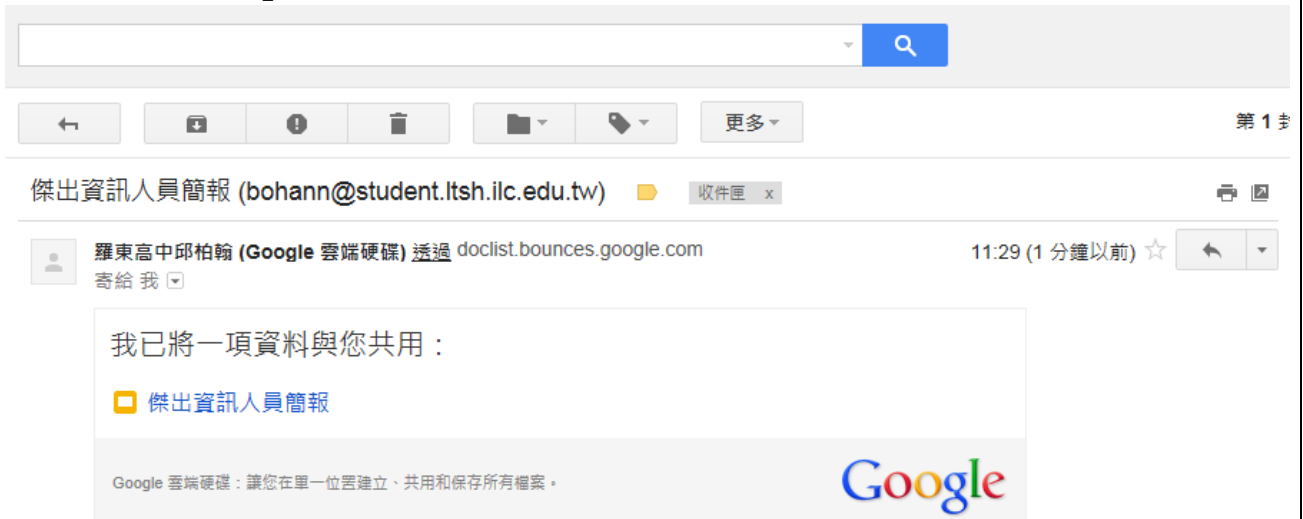 更多
第 1 封
傑出資訊人員簡報 (bohann@student.ltsh.ilc.edu.tw) 收件匣 x
羅東高中邱柏翰 (Google 雲端硬碟) 透過 doclist.bounces.google.com 11:29 (1 分鐘以前)
寄給 我
我已將一項資料與您共用：
傑出資訊人員簡報
Google 雲端硬碟：讓您在單一位置建立、共用和保存所有檔案。 Google